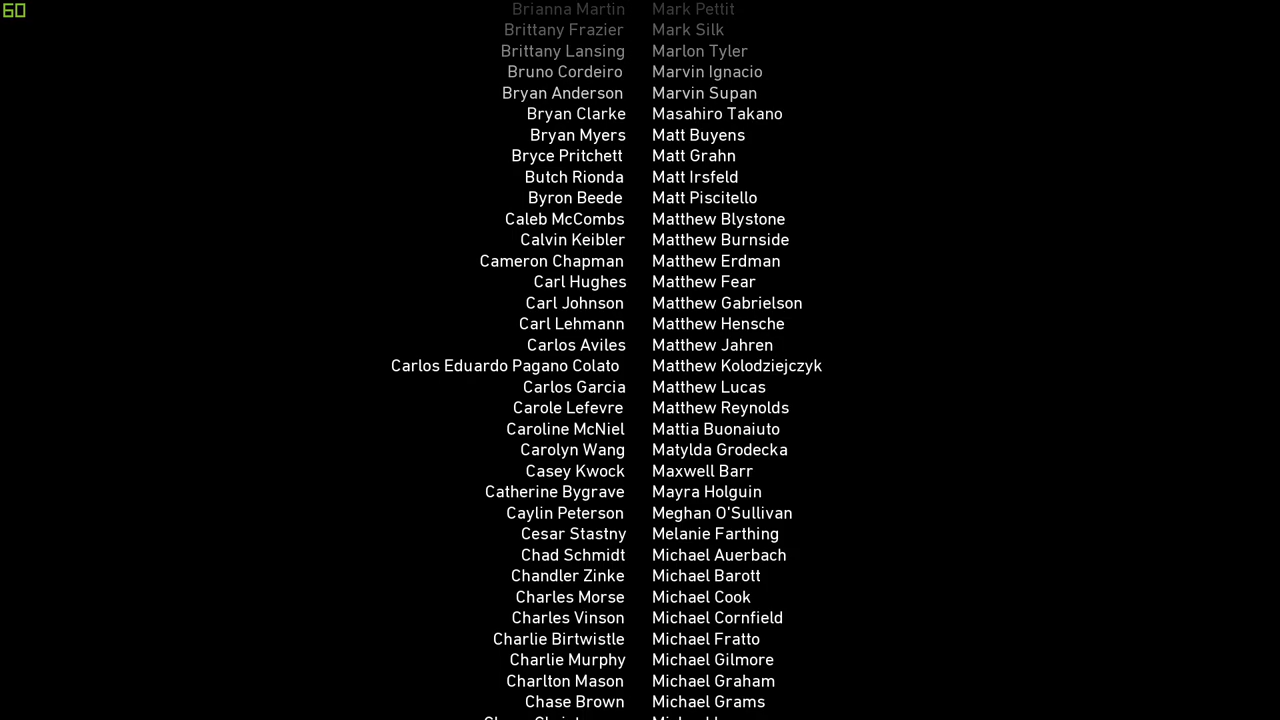 60
Brianna Martin Mark Pettit
Brittany Frazier Mark Silk
Brittany Lansing Marlon Tyler
Bruno Cordeiro Marvin Ignacio
Bryan Anderson Marvin Supan
Bryan Clarke Masahiro Takano
Bryan Myers Matt Buyens
Bryce Pritchett Matt Grahn
Butch Rionda Matt Irsfeld
Byron Beede Matt Piscitello
Caleb McCombs Matthew Blystone
Calvin Keibler Matthew Burnside
Cameron Chapman Matthew Erdman
Carl Hughes Matthew Fear
Carl Johnson Matthew Gabrielson
Carl Lehmann Matthew Hensche
Carlos Aviles Matthew Jahren
Carlos Eduardo Pagano Colato Matthew Kolodziejczyk
Carlos Garcia Matthew Lucas
Carole Lefevre Matthew Reynolds
Caroline McNiel Mattia Buonaiuto
Carolyn Wang Matylda Grodecka
Casey Kwock Maxwell Barr
Catherine Bygrave Mayra Holguin
Caylin Peterson Meghan O'Sullivan
Cesar Stastny Melanie Farthing
Chad Schmidt Michael Auerbach
Chandler Zinke Michael Barott
Charles Morse Michael Cook
Charles Vinson Michael Cornfield
Charlie Birtwistle Michael Fratto
Charlie Murphy Michael Gilmore
Charlton Mason Michael Graham
Chase Brown Michael Grams